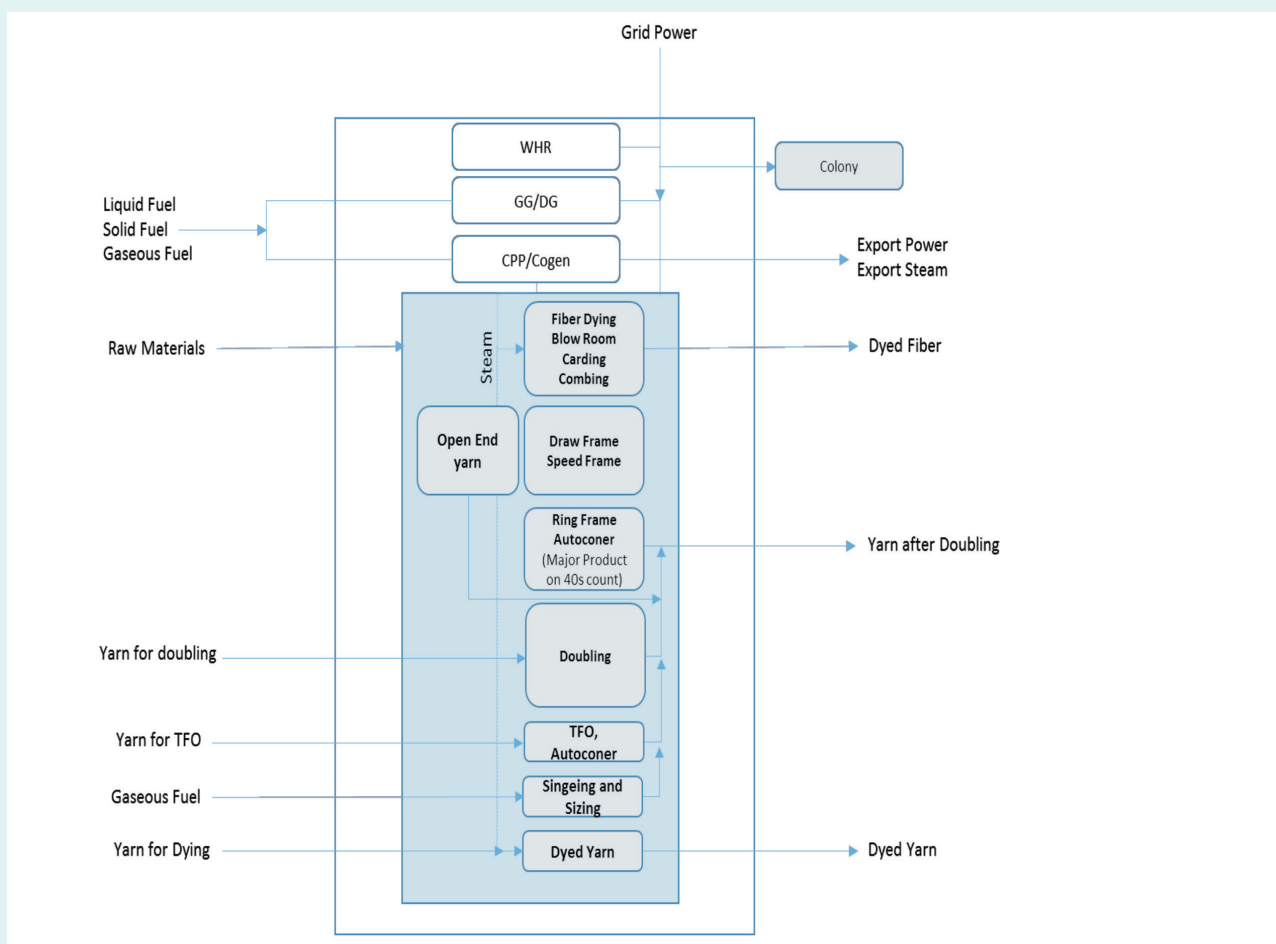 Grid Power
WHR
Colony
GG/DG
Liquid Fuel
Solid Fuel
Gaseous Fuel
CPP/Cogen
Export Power
Export Steam
Raw Materials
Steam
Fiber Dying
Blow Room
Carding
Combing
Dyed Fiber
Open End
yarn
Draw Frame
Speed Frame
Ring Frame
Autoconer
(Major Product
on 40s count)
Yarn after Doubling
Yarn for doubling
Doubling
Yarn for TFO
TFO,
Autoconer
Gaseous Fuel
Singeing and
Sizing
Yarn for Dying
Dyed Yarn
Dyed Yarn